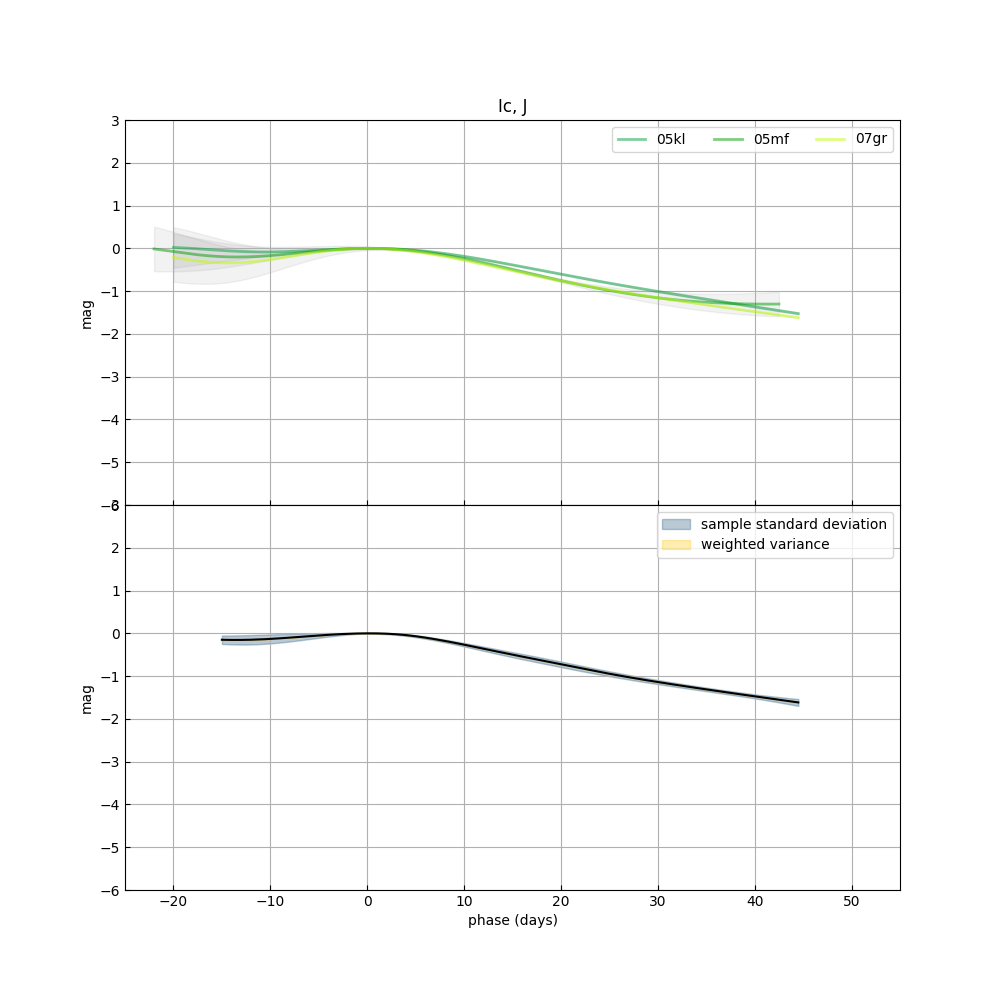 Ic, J
3
2
1
0
−1
−2
−3
−4
−5
−6
mag
05kl 05mf 07gr
3
2
1
0
−1
−2
−3
−4
−5
−6
mag
sample standard deviation
weighted variance
−20 −10 0 10 20 30 40 50
phase (days)